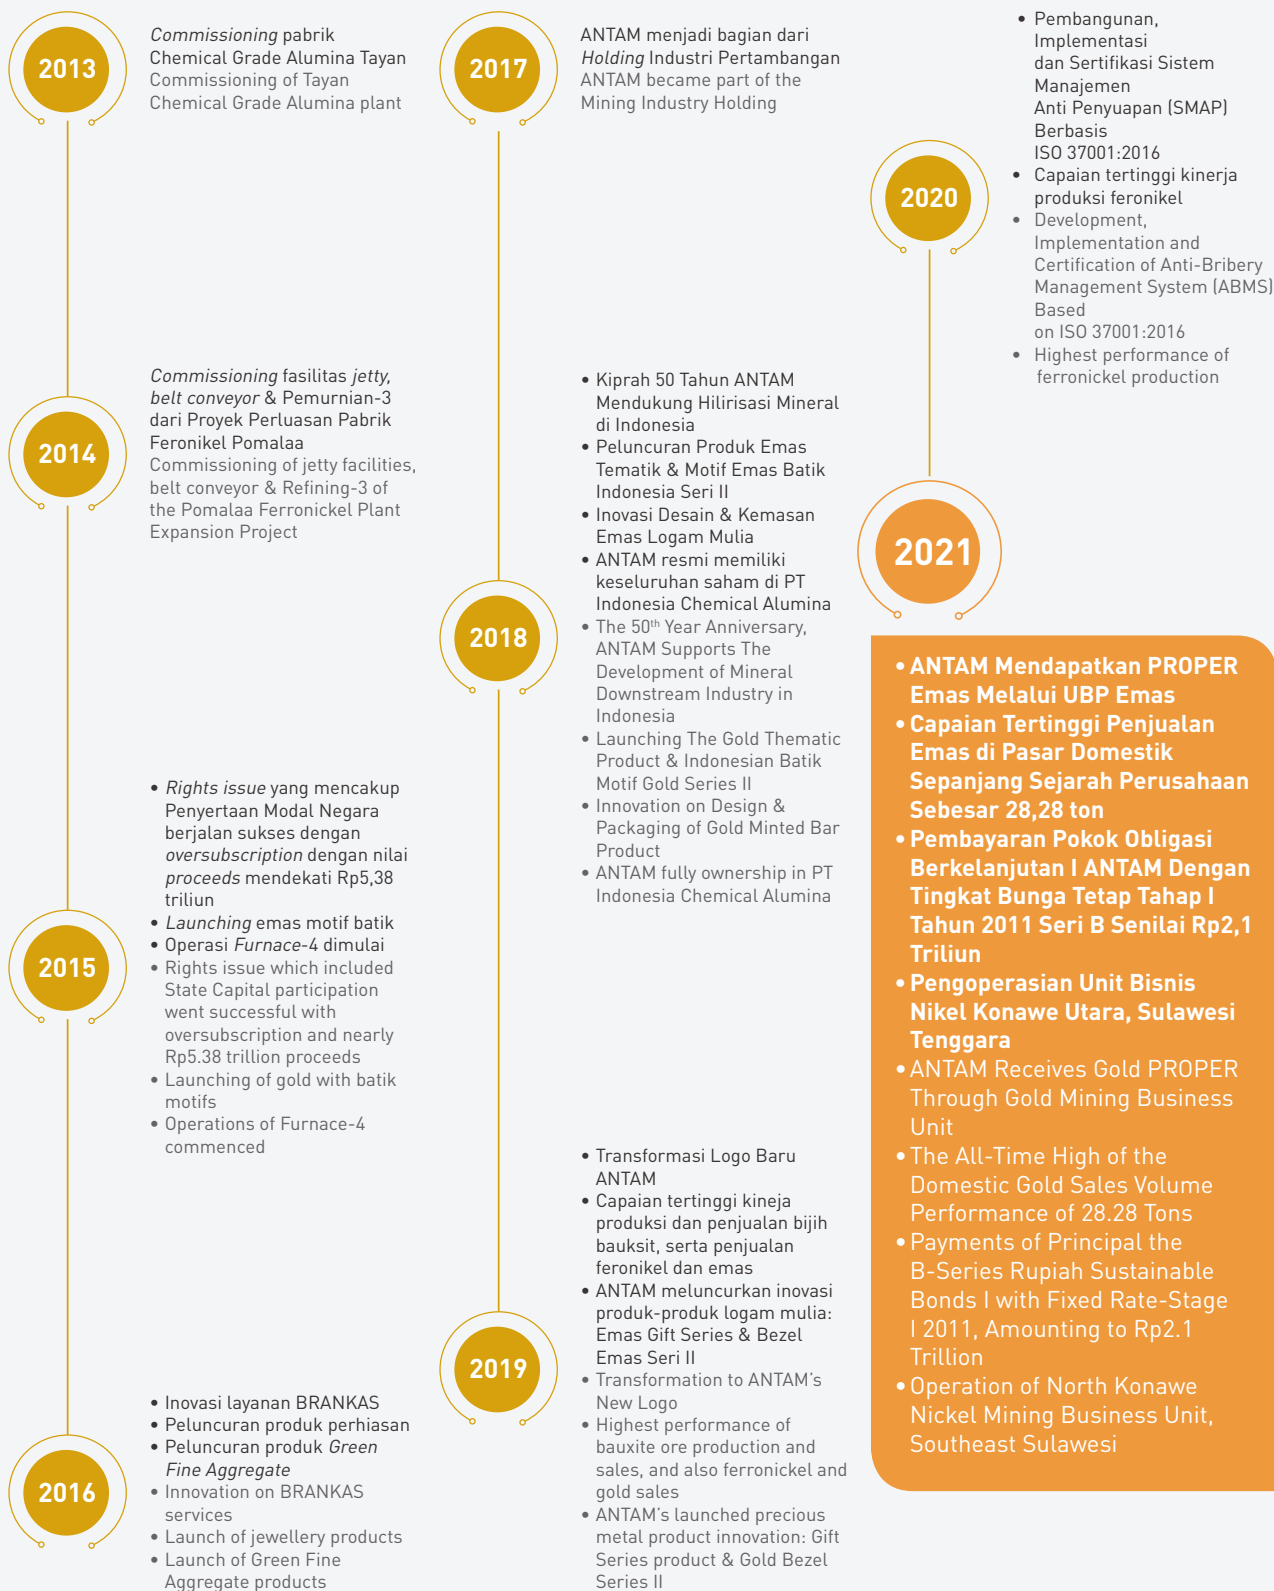 2013
Commissioning pabrik
Chemical Grade Alumina Tayan
Commissioning of Tayan
Chemical Grade Alumina plant
2014
Commissioning fasilitas jetty,
belt conveyor & Pemurnian-3
dari Proyek Perluasan Pabrik
Feronikel Pomalaa
Commissioning of jetty facilities,
belt conveyor & Refining-3 of
the Pomalaa Ferronickel Plant
Expansion Project
2015
• Rights issue yang mencakup
Penyertaan Modal Negara
berjalan sukses dengan
oversubscription dengan nilai
proceeds mendekati Rp5,38
triliun
• Launching emas motif batik
• Operasi Furnace-4 dimulai
• Rights issue which included
State Capital participation
went successful with
oversubscription and nearly
Rp5.38 trillion proceeds
• Launching of gold with batik
motifs
• Operations of Furnace-4
commenced
2016
• Inovasi layanan BRANKAS
• Peluncuran produk perhiasan
• Peluncuran produk Green
Fine Aggregate
• Innovation on BRANKAS
services
• Launch of jewellery products
• Launch of Green Fine
Aggregate products
2017
ANTAM menjadi bagian dari
Holding Industri Pertambangan
ANTAM became part of the
Mining Industry Holding
2018
• Kiprah 50 Tahun ANTAM
Mendukung Hilirisasi Mineral
di Indonesia
• Peluncuran Produk Emas
Tematik & Motif Emas Batik
Indonesia Seri II
• Inovasi Desain & Kemasan
Emas Logam Mulia
• ANTAM resmi memiliki
keseluruhan saham di PT
Indonesia Chemical Alumina
• The 50th Year Anniversary,
ANTAM Supports The
Development of Mineral
Downstream Industry in
Indonesia
• Launching The Gold Thematic
Product & Indonesian Batik
Motif Gold Series II
• Innovation on Design &
Packaging of Gold Minted Bar
Product
• ANTAM fully ownership in PT
Indonesia Chemical Alumina
2019
• Transformasi Logo Baru
ANTAM
• Capaian tertinggi kineja
produksi dan penjualan bijih
bauksit, serta penjualan
feronikel dan emas
• ANTAM meluncurkan inovasi
produk-produk logam mulia:
Emas Gift Series & Bezel
Emas Seri II
• Transformation to ANTAM's
New Logo
• Highest performance of
bauxite ore production and
sales, and also ferronickel and
gold sales
• ANTAM's launched precious
metal product innovation: Gift
Series product & Gold Bezel
Series II
2020
• Pembangunan,
Implementasi
dan Sertifikasi Sistem
Manajemen
Anti Penyuapan (SMAP)
Berbasis
ISO 37001:2016
• Capaian tertinggi kinerja
produksi feronikel
• Development,
Implementation and
Certification of Anti-Bribery
Management System (ABMS)
Based
on ISO 37001:2016
• Highest performance of
ferronickel production
2021
• ANTAM Mendapatkan PROPER
Emas Melalui UBP Emas
• Capaian Tertinggi Penjualan
Emas di Pasar Domestik
Sepanjang Sejarah Perusahaan
Sebesar 28,28 ton
• Pembayaran Pokok Obligasi
Berkelanjutan I ANTAM Dengan
Tingkat Bunga Tetap Tahap I
Tahun 2011 Seri B Senilai Rp2,1
Triliun
• Pengoperasian Unit Bisnis
Nikel Konawe Utara, Sulawesi
Tenggara
• ANTAM Receives Gold PROPER
Through Gold Mining Business
Unit
• The All-Time High of the
Domestic Gold Sales Volume
Performance of 28.28 Tons
• Payments of Principal the
B-Series Rupiah Sustainable
Bonds I with Fixed Rate-Stage
I 2011, Amounting to Rp2.1
Trillion
• Operation of North Konawe
Nickel Mining Business Unit,
Southeast Sulawesi